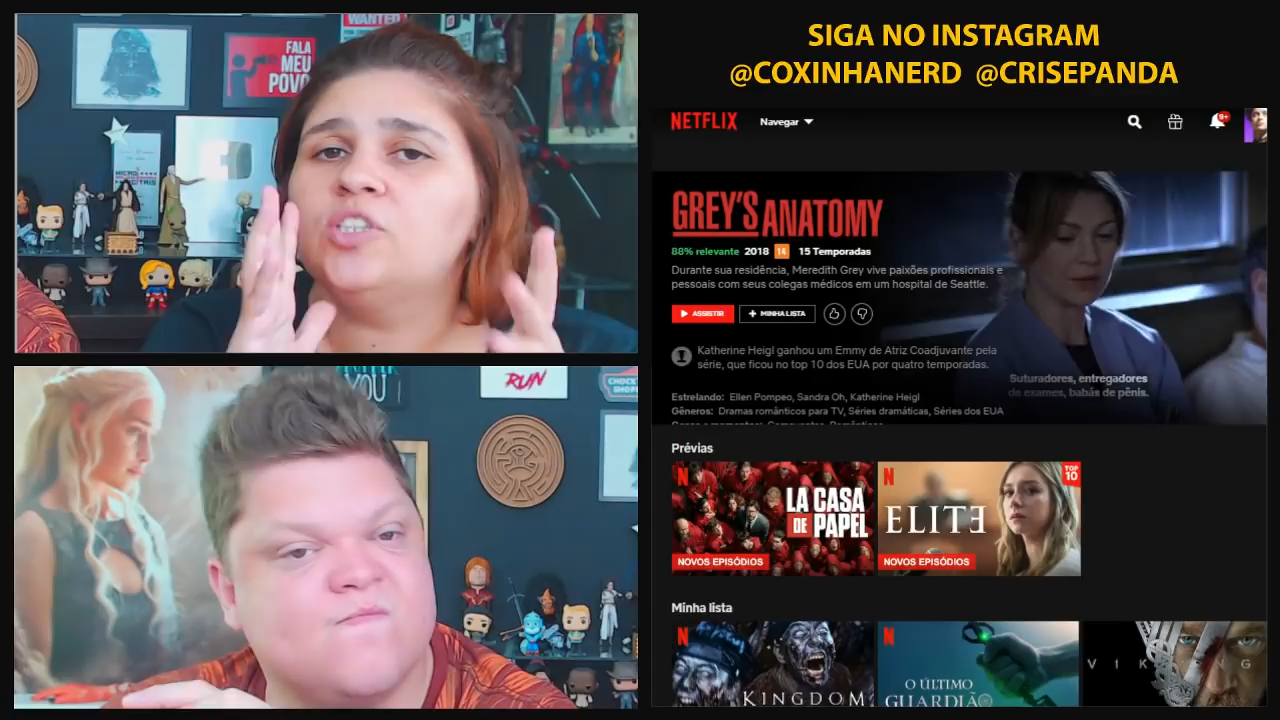 SIGA NO INSTAGRAM
@COXINHANERD @CRISEPANDA
WANTED
FALA
MEU
POVO
YOU
RUN
NETFLIX
Navegar
9+
GREY'S ANATOMY
88% relevante 2018 14 15 Temporadas
Durante sua residência, Meredith Grey vive paixões profissionais e
pessoais com seus colegas médicos em um hospital de Seattle.
ASSISTIR
+ MINHA LISTA
Katherine Heigl ganhou um Emmy de Atriz Coadjuvante pela
série, que ficou no top 10 dos EUA por quatro temporadas.
Suturadores, entregadores
de exames, babás de pênis.
Estrelando: Ellen Pompeo, Sandra Oh, Katherine Heigl
Gêneros: Dramas românticos para TV, Séries dramáticas, Séries dos EUA
Prévias
N
LA CASA
DE PAPEL
NOVOS EPISÓDIOS
N
TOP
10
ELITE
NOVOS EPISÓDIOS
Minha lista
N
KINGDOM
N
O ÚLTIMO
GUARDIÃO
VIKINGS